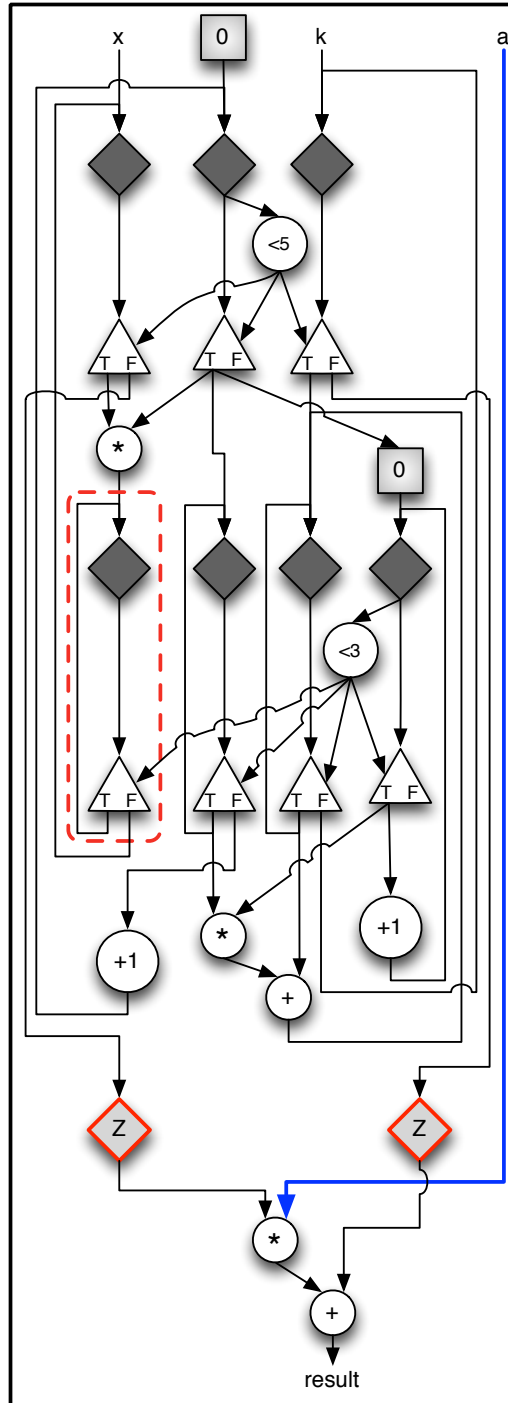 x 0 k a
<5
T F T F T F
*
0
<3
T F T F T F T F
+1 * +1
+
Z Z
*
+
result